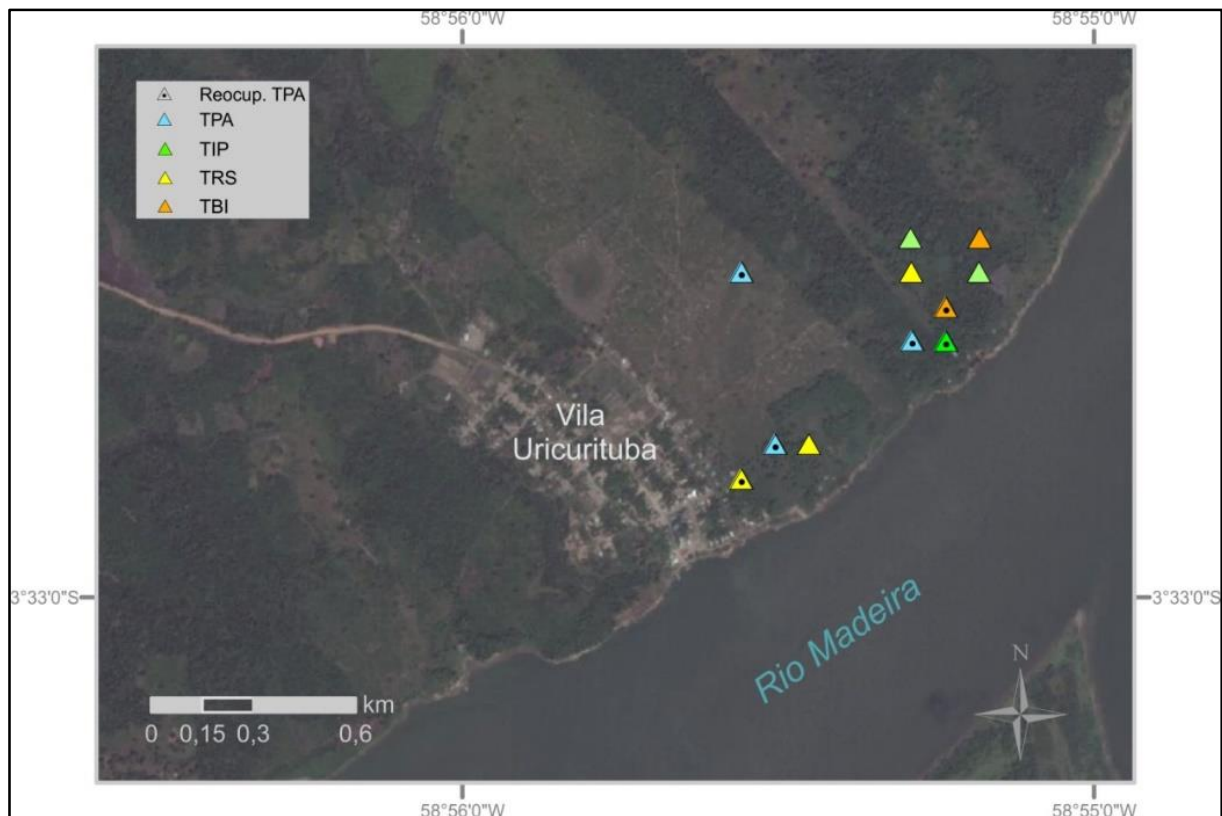 58°56'0"W
58°55'0"W
Reocup. TPA
TPA
TIP
TRS
TBI
Vila
Uricurituba
3°33'0"S
3°33'0"S
Rio Madeira
N
km
0 0,15 0,3 0,6
58°56'0"W
58°55'0"W